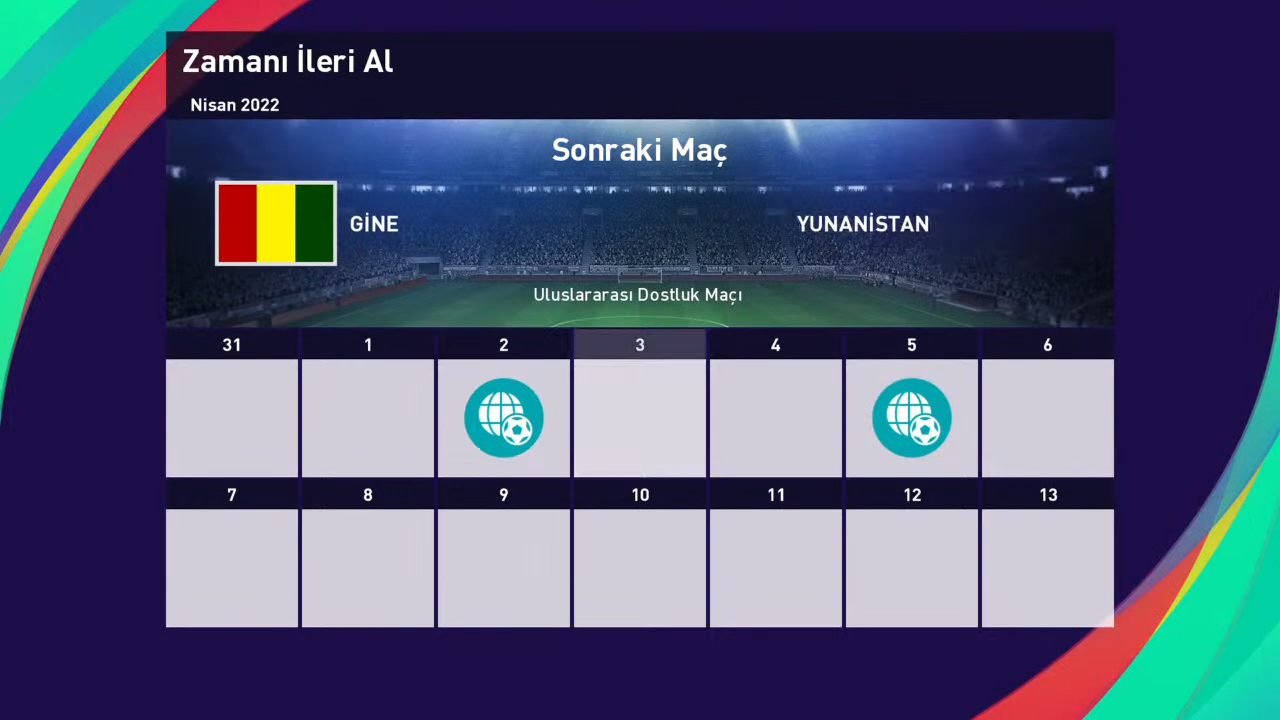 Zamanı İleri Al
Nisan 2022
Sonraki Maç
GİNE YUNANİSTAN
Uluslararası Dostluk Maçı
31 1 2 3 4 5 6
7 8 9 10 11 12 13